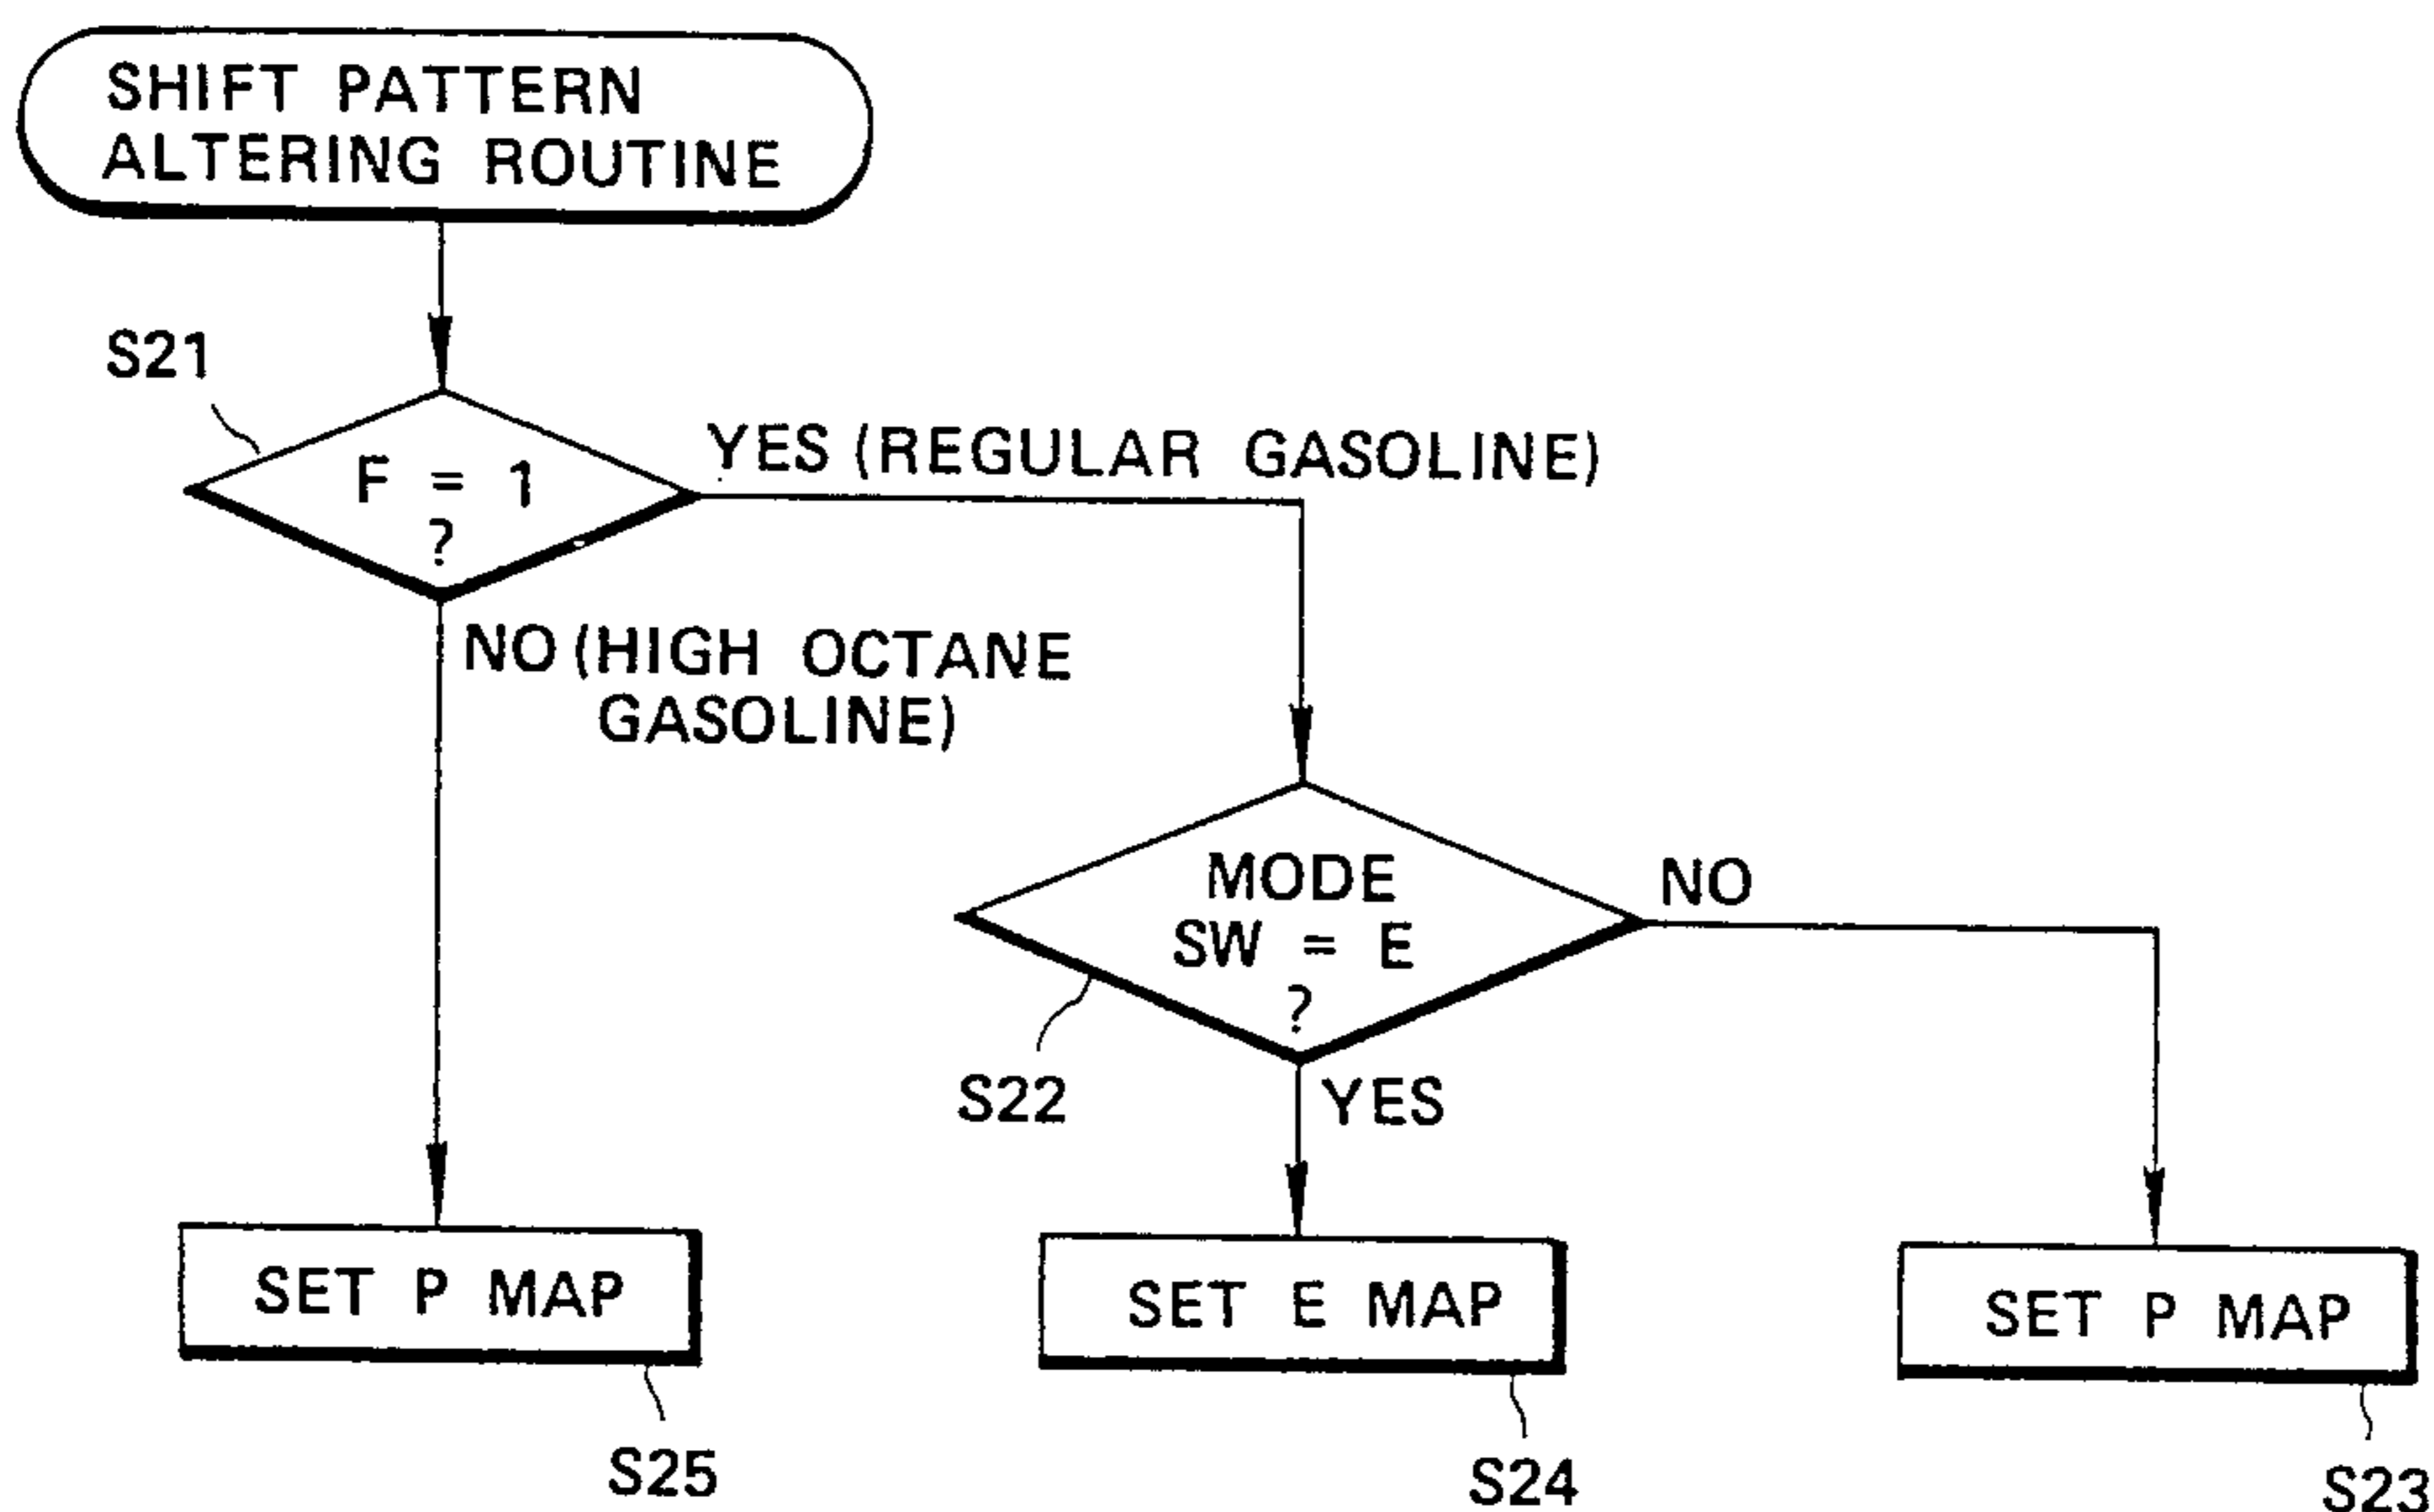 SHIFT PATTERN
ALTERING ROUTINE
S21
F = 1
?
YES (REGULAR GASOLINE)
NO (HIGH OCTANE
GASOLINE)
MODE
SW = E
?
NO
S22
YES
SET P MAP
SET E MAP
SET P MAP
S25
S24
S23